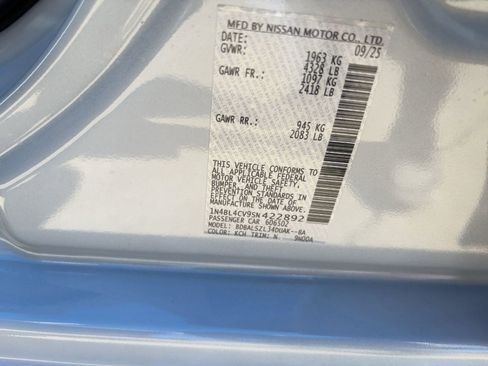 MFD BY NISSAN MOTOR CO., LTD.
DATE: 09/25
GVWR: 1963 KG
4328 LB
GAWR FR.: 1097 KG
2418 LB
GAWR RR.: 945 KG
2083 LB
THIS VEHICLE CONFORMS TO
ALL APPLICABLE FEDERAL
MOTOR VEHICLE SAFETY,
BUMPER, AND THEFT
PREVENTION STANDARDS
IN EFFECT ON THE DATE OF
MANUFACTURE SHOWN ABOVE.
1N4BL4CV9SN422892
PASSENGER CAR 606302
MODEL: BDBALSZL34DUAK--BA
COLOR: KCH TRIM: N 9W00A